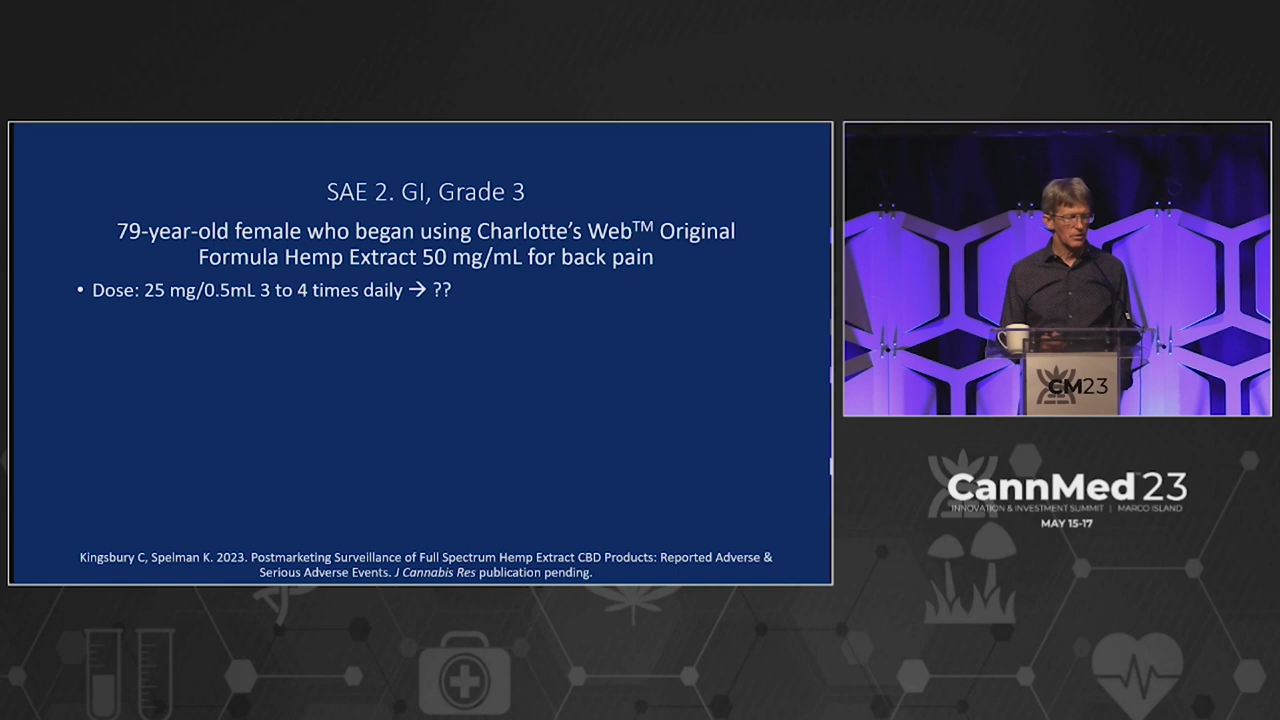 SAE 2. GI, Grade 3
79-year-old female who began using Charlotte's Web™ Original
Formula Hemp Extract 50 mg/mL for back pain
• Dose: 25 mg/0.5mL 3 to 4 times daily → ??
Kingsbury C, Spelman K. 2023. Postmarketing Surveillance of Full Spectrum Hemp Extract CBD Products: Reported Adverse &
Serious Adverse Events. J Cannabis Res publication pending.
CM23
CannMed™23
INNOVATION & INVESTMENT SUMMIT | MARCO ISLAND
MAY 15-17